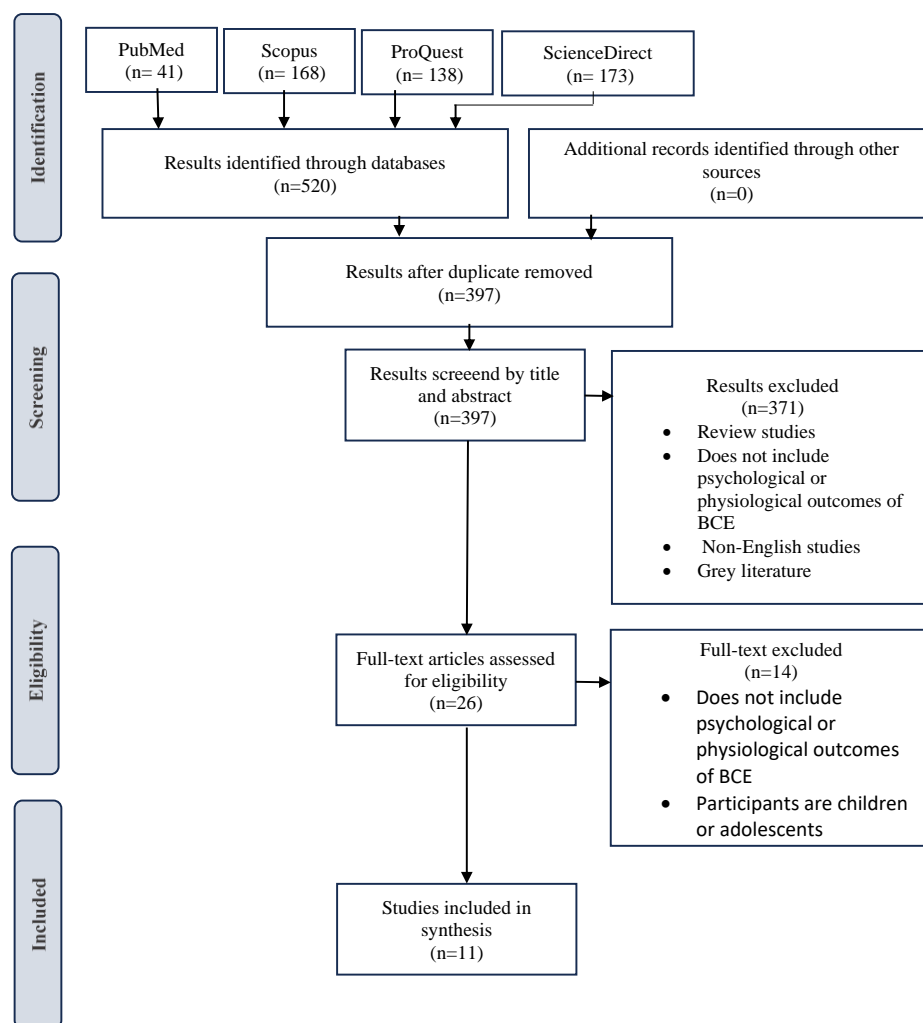 PubMed
(n= 41)
Scopus
(n= 168)
ProQuest
(n= 138)
ScienceDirect
(n= 173)
Identification
Results identified through databases
(n=520)
Additional records identified through other
sources
(n=0)
Results after duplicate removed
(n=397)
Screening
Results screeend by title
and abstract
(n=397)
Results excluded
(n=371)
• Review studies
• Does not include
psychological or
physiological outcomes of
BCE
• Non-English studies
• Grey literature
Eligibility
Full-text articles assessed
for eligibility
(n=26)
Full-text excluded
(n=14)
• Does not include
psychological or
physiological outcomes
of BCE
• Participants are children
or adolescents
Included
Studies included in
synthesis
(n=11)